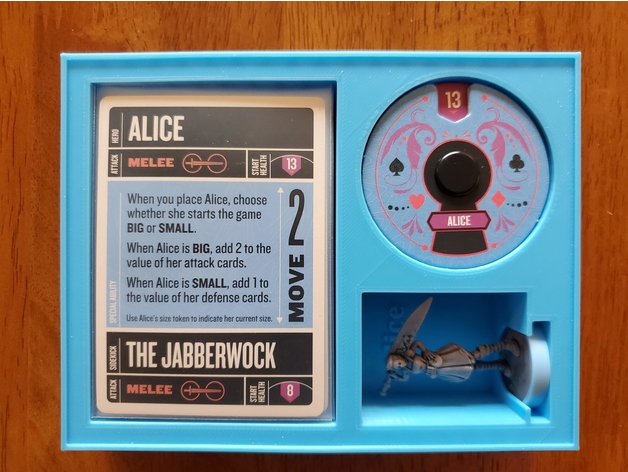 HERO
ALICE
ATTACK
MELEE
START
HEALTH
13
When you place Alice, choose
whether she starts the game
BIG or SMALL.
When Alice is BIG, add 2 to the
value of her attack cards.
When Alice is SMALL, add 1 to
the value of her defense cards.
Use Alice's size token to indicate her current size.
SPECIAL ABILITY
MOVE 2
SIDEKICK
THE JABBERWOCK
ATTACK
MELEE
START
HEALTH
8
13
ALICE
Alice